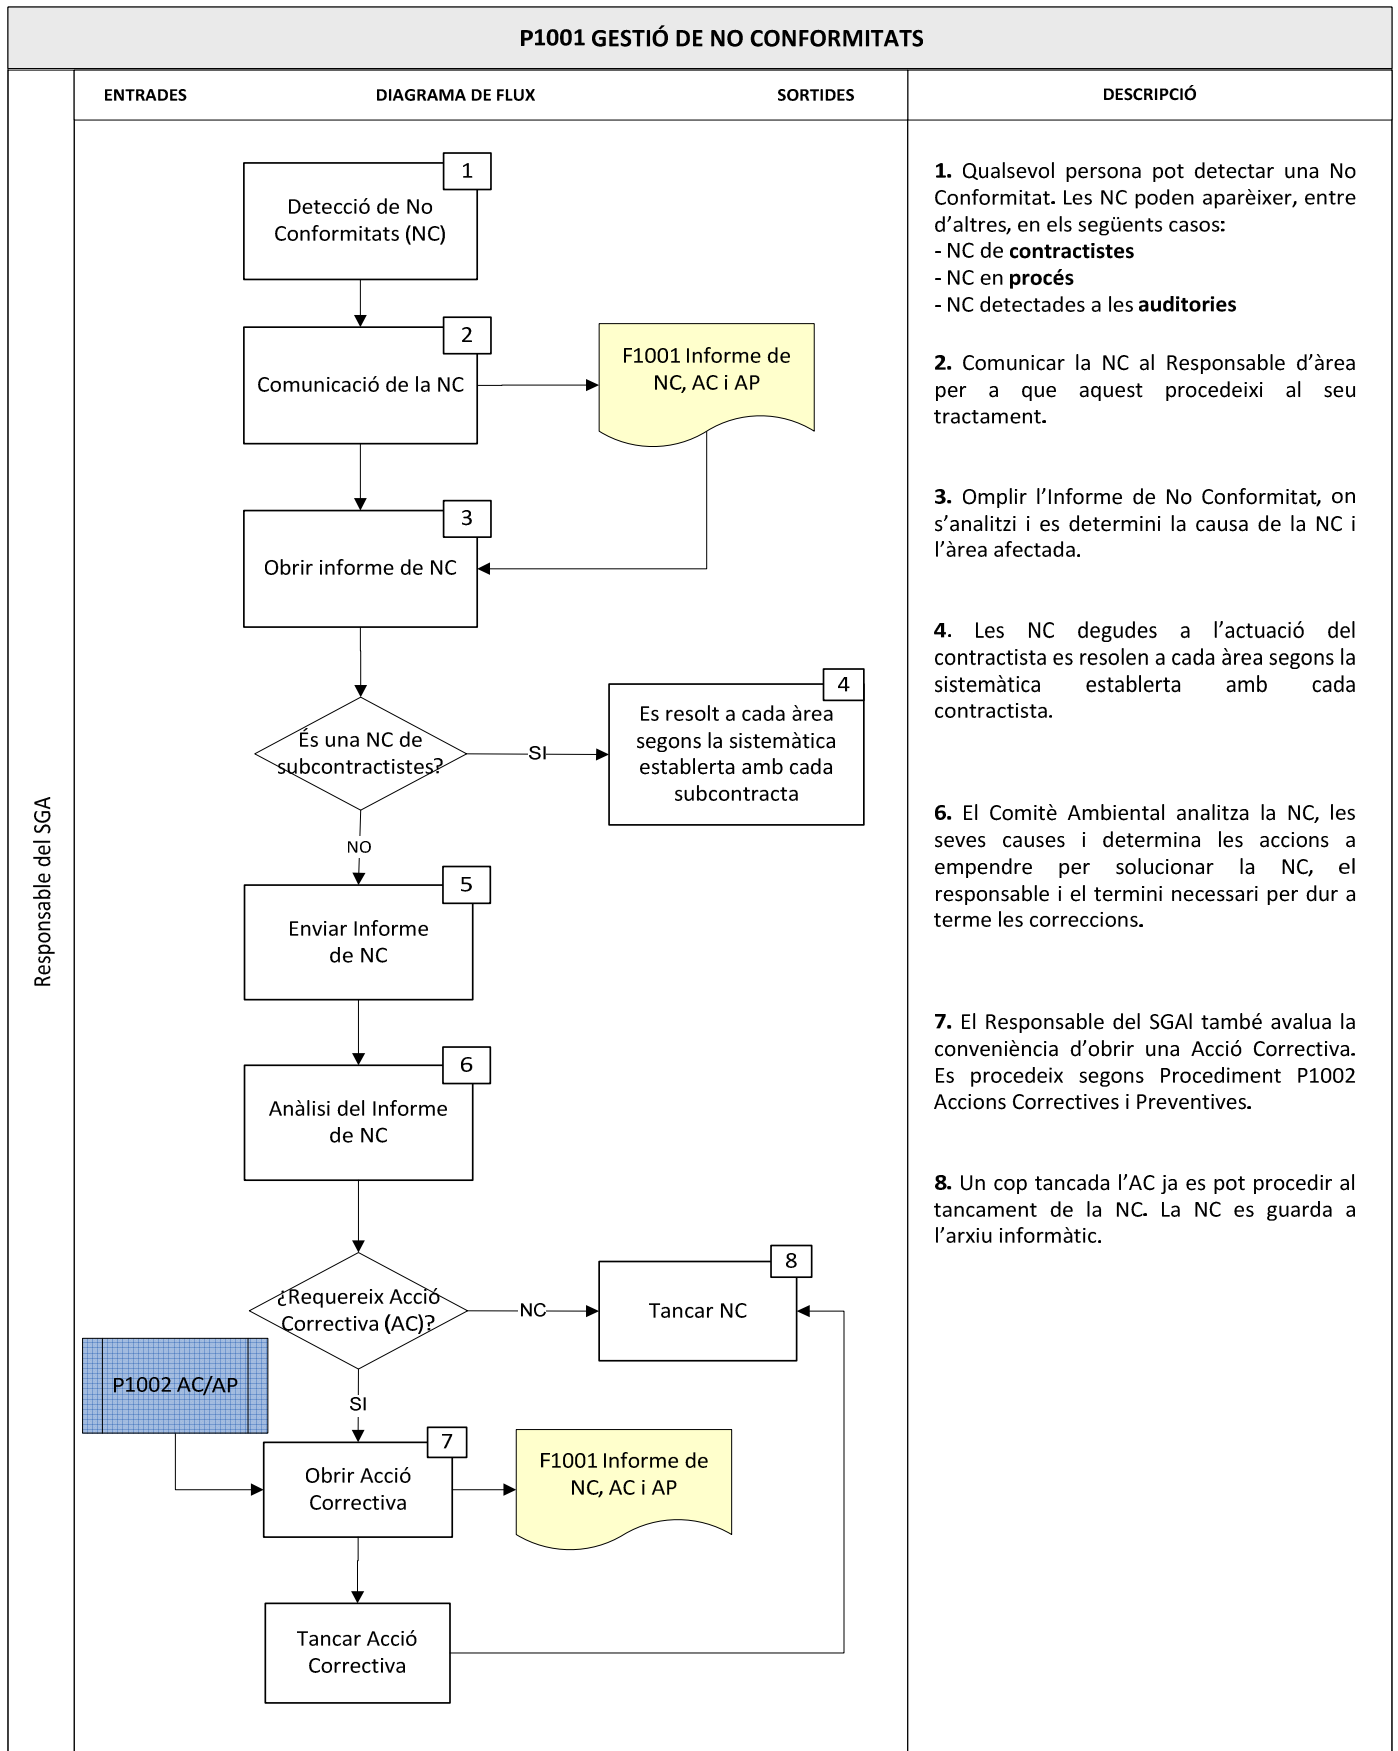 P1001 GESTIÓ DE NO CONFORMITATS
ENTRADES
DIAGRAMA DE FLUX
SORTIDES
DESCRIPCIÓ
Responsable del SGA
1
Detecció de No
Conformitats (NC)
2
Comunicació de la NC
F1001 Informe de
NC, AC i AP
3
Obrir informe de NC
És una NC de
subcontractistes?
SI
4
Es resolt a cada àrea
segons la sistemàtica
establerta amb cada
subcontracta
NO
5
Enviar Informe
de NC
6
Anàlisi del Informe
de NC
¿Requereix Acció
Correctiva (AC)?
NC
8
Tancar NC
P1002 AC/AP
SI
7
Obrir Acció
Correctiva
F1001 Informe de
NC, AC i AP
Tancar Acció
Correctiva
1. Qualsevol persona pot detectar una No
Conformitat. Les NC poden aparèixer, entre
d’altres, en els següents casos:
- NC de contractistes
- NC en procés
- NC detectades a les auditories
2. Comunicar la NC al Responsable d’àrea
per a que aquest procedeixi al seu
tractament.
3. Omplir l’Informe de No Conformitat, on
s’analitzi i es determini la causa de la NC i
l’àrea afectada.
4. Les NC degudes a l’actuació del
contractista es resolen a cada àrea segons la
sistemàtica establerta amb cada
contractista.
6. El Comitè Ambiental analitza la NC, les
seves causes i determina les accions a
empendre per solucionar la NC, el
responsable i el termini necessari per dur a
terme les correccions.
7. El Responsable del SGAl també avalua la
conveniència d’obrir una Acció Correctiva.
Es procedeix segons Procediment P1002
Accions Correctives i Preventives.
8. Un cop tancada l’AC ja es pot procedir al
tancament de la NC. La NC es guarda a
l’arxiu informàtic.